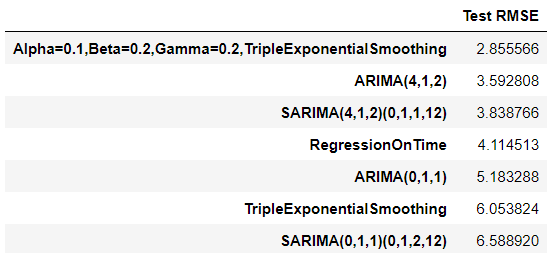 Test RMSE
Alpha=0.1,Beta=0.2,Gamma=0.2,TripleExponentialSmoothing 2.855566
ARIMA(4,1,2) 3.592808
SARIMA(4,1,2)(0,1,1,12) 3.838766
RegressionOnTime 4.114513
ARIMA(0,1,1) 5.183288
TripleExponentialSmoothing 6.053824
SARIMA(0,1,1)(0,1,2,12) 6.588920